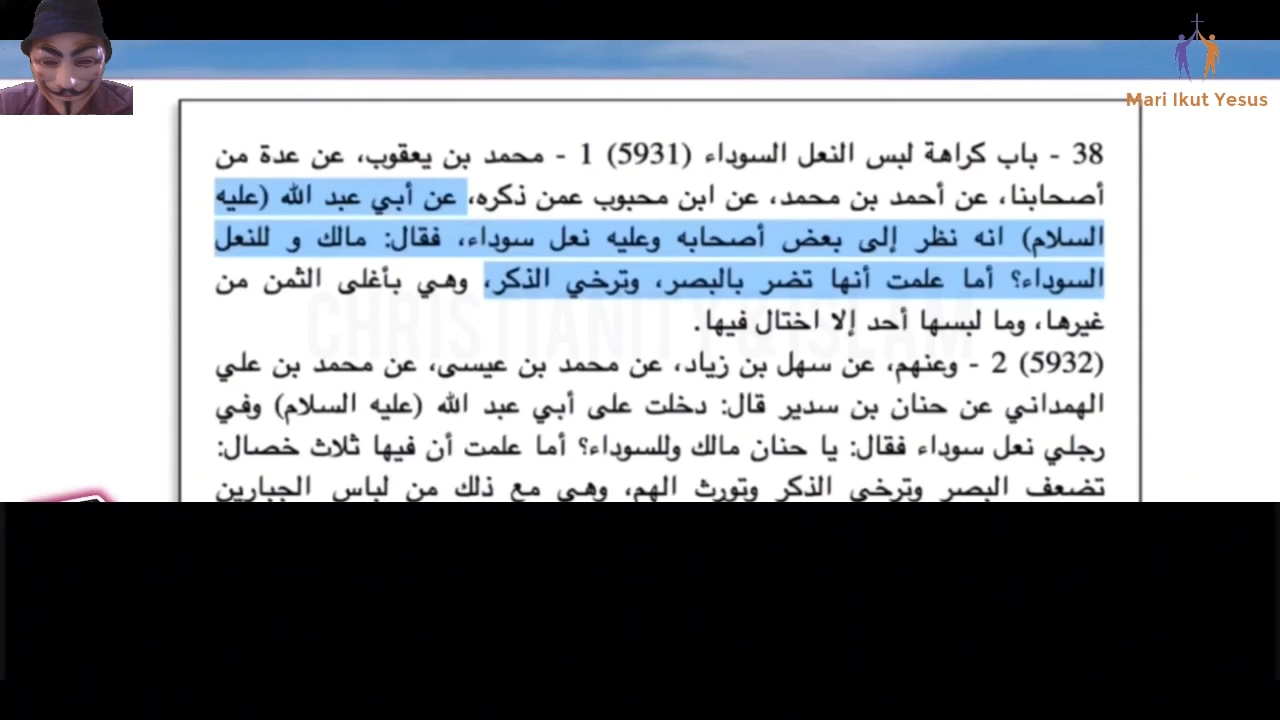 Mari Ikut Yesus
38 - باب كراهة لبس النعل السوداء (5931) 1 - محمد بن يعقوب، عن عدة من
أصحابنا، عن أحمد بن محمد، عن ابن محبوب عمن ذكره، عن أبي عبد الله (عليه
السلام) انه نظر إلى بعض أصحابه وعليه نعل سوداء، فقال: مالك و للنعل
السوداء؟ أما علمت أنها تضر بالبصر، وترخي الذكر، وهي بأغلى الثمن من
غيرها، وما لبسها أحد إلا اختال فيها.
CHRISTIANITY & ISLAM
(5932) 2 - وعنهم، عن سهل بن زياد، عن محمد بن عيسى، عن محمد بن علي
الهمداني عن حنان بن سدير قال: دخلت على أبي عبد الله (عليه السلام) وفي
رجلي نعل سوداء فقال: يا حنان مالك وللسوداء؟ أما علمت أن فيها ثلاث خصال:
تضعف البصر وترخي الذكر وتورث الهم، وهي مع ذلك من لباس الجبارين